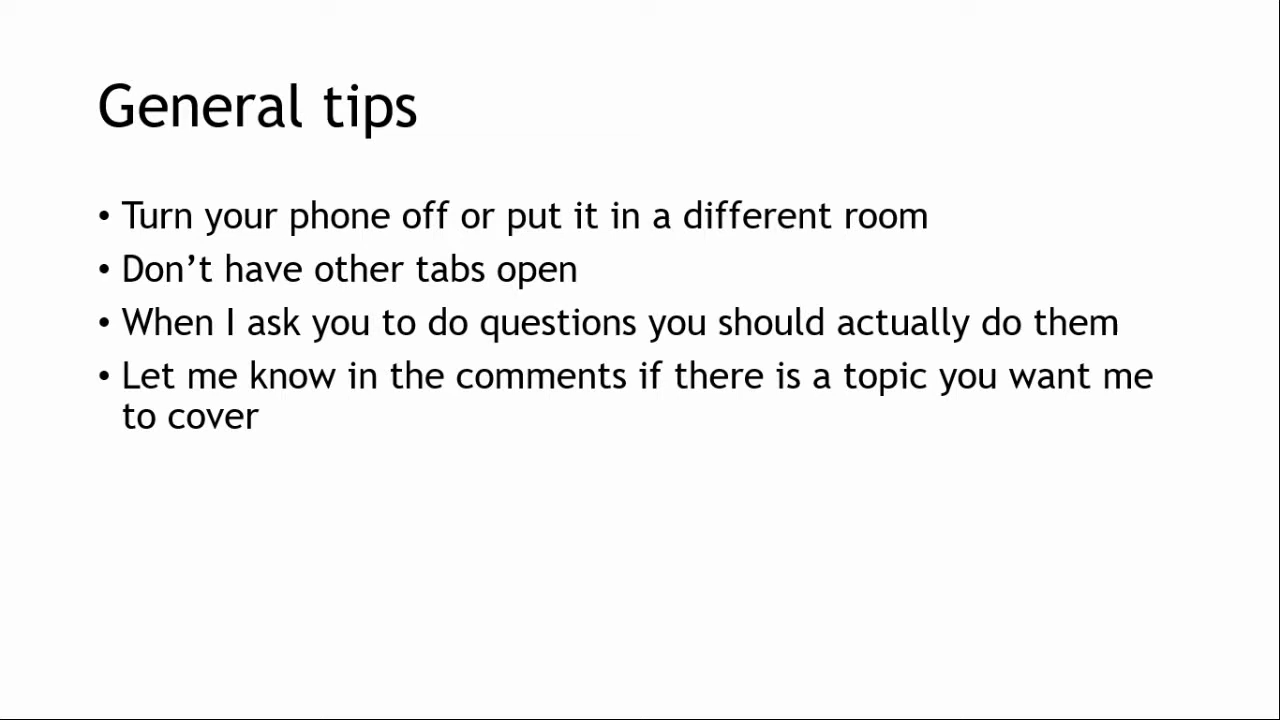 General tips
• Turn your phone off or put it in a different room
• Don’t have other tabs open
• When I ask you to do questions you should actually do them
• Let me know in the comments if there is a topic you want me
to cover